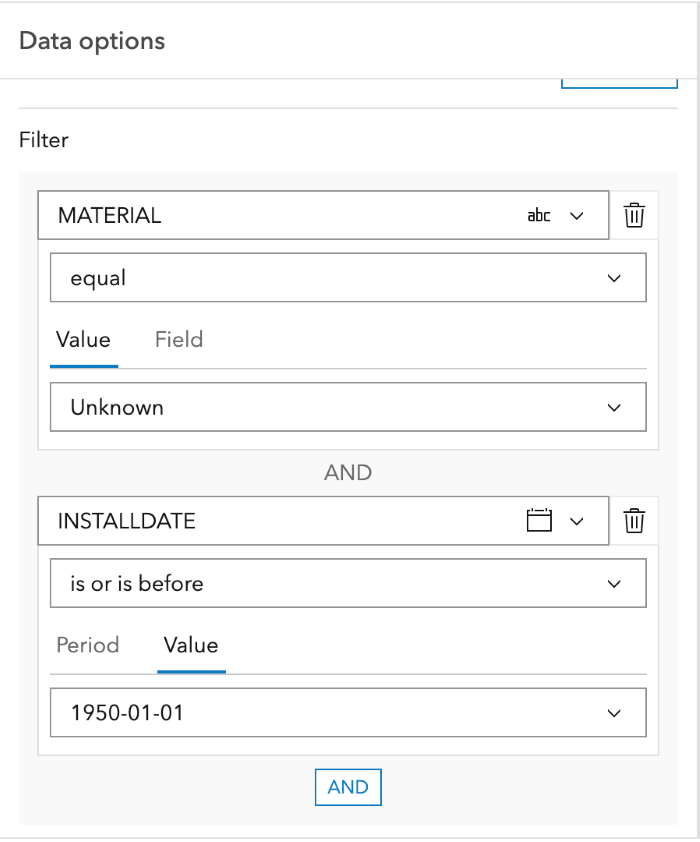 Data options
Filter
MATERIAL abc
equal
Value Field
Unknown
AND
INSTALLDATE
is or is before
Period Value
1950-01-01
AND